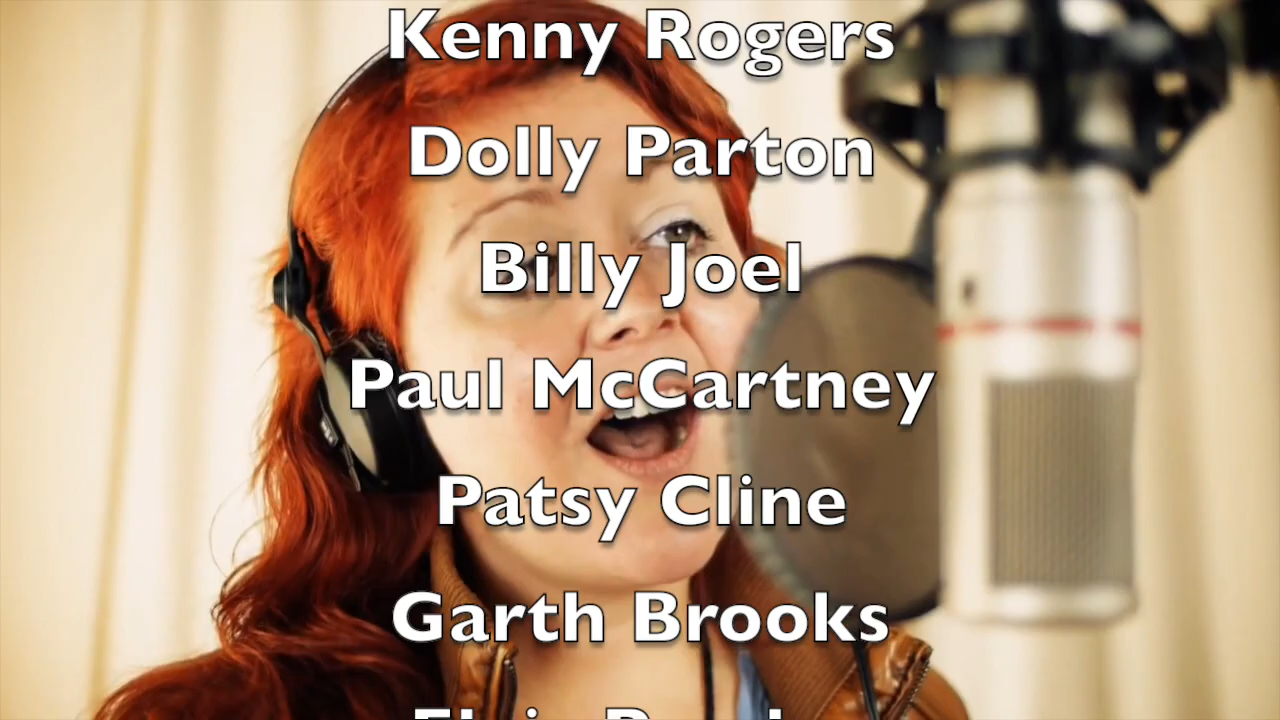 Kenny Rogers
Dolly Parton
Billy Joel
Paul McCartney
Patsy Cline
Garth Brooks